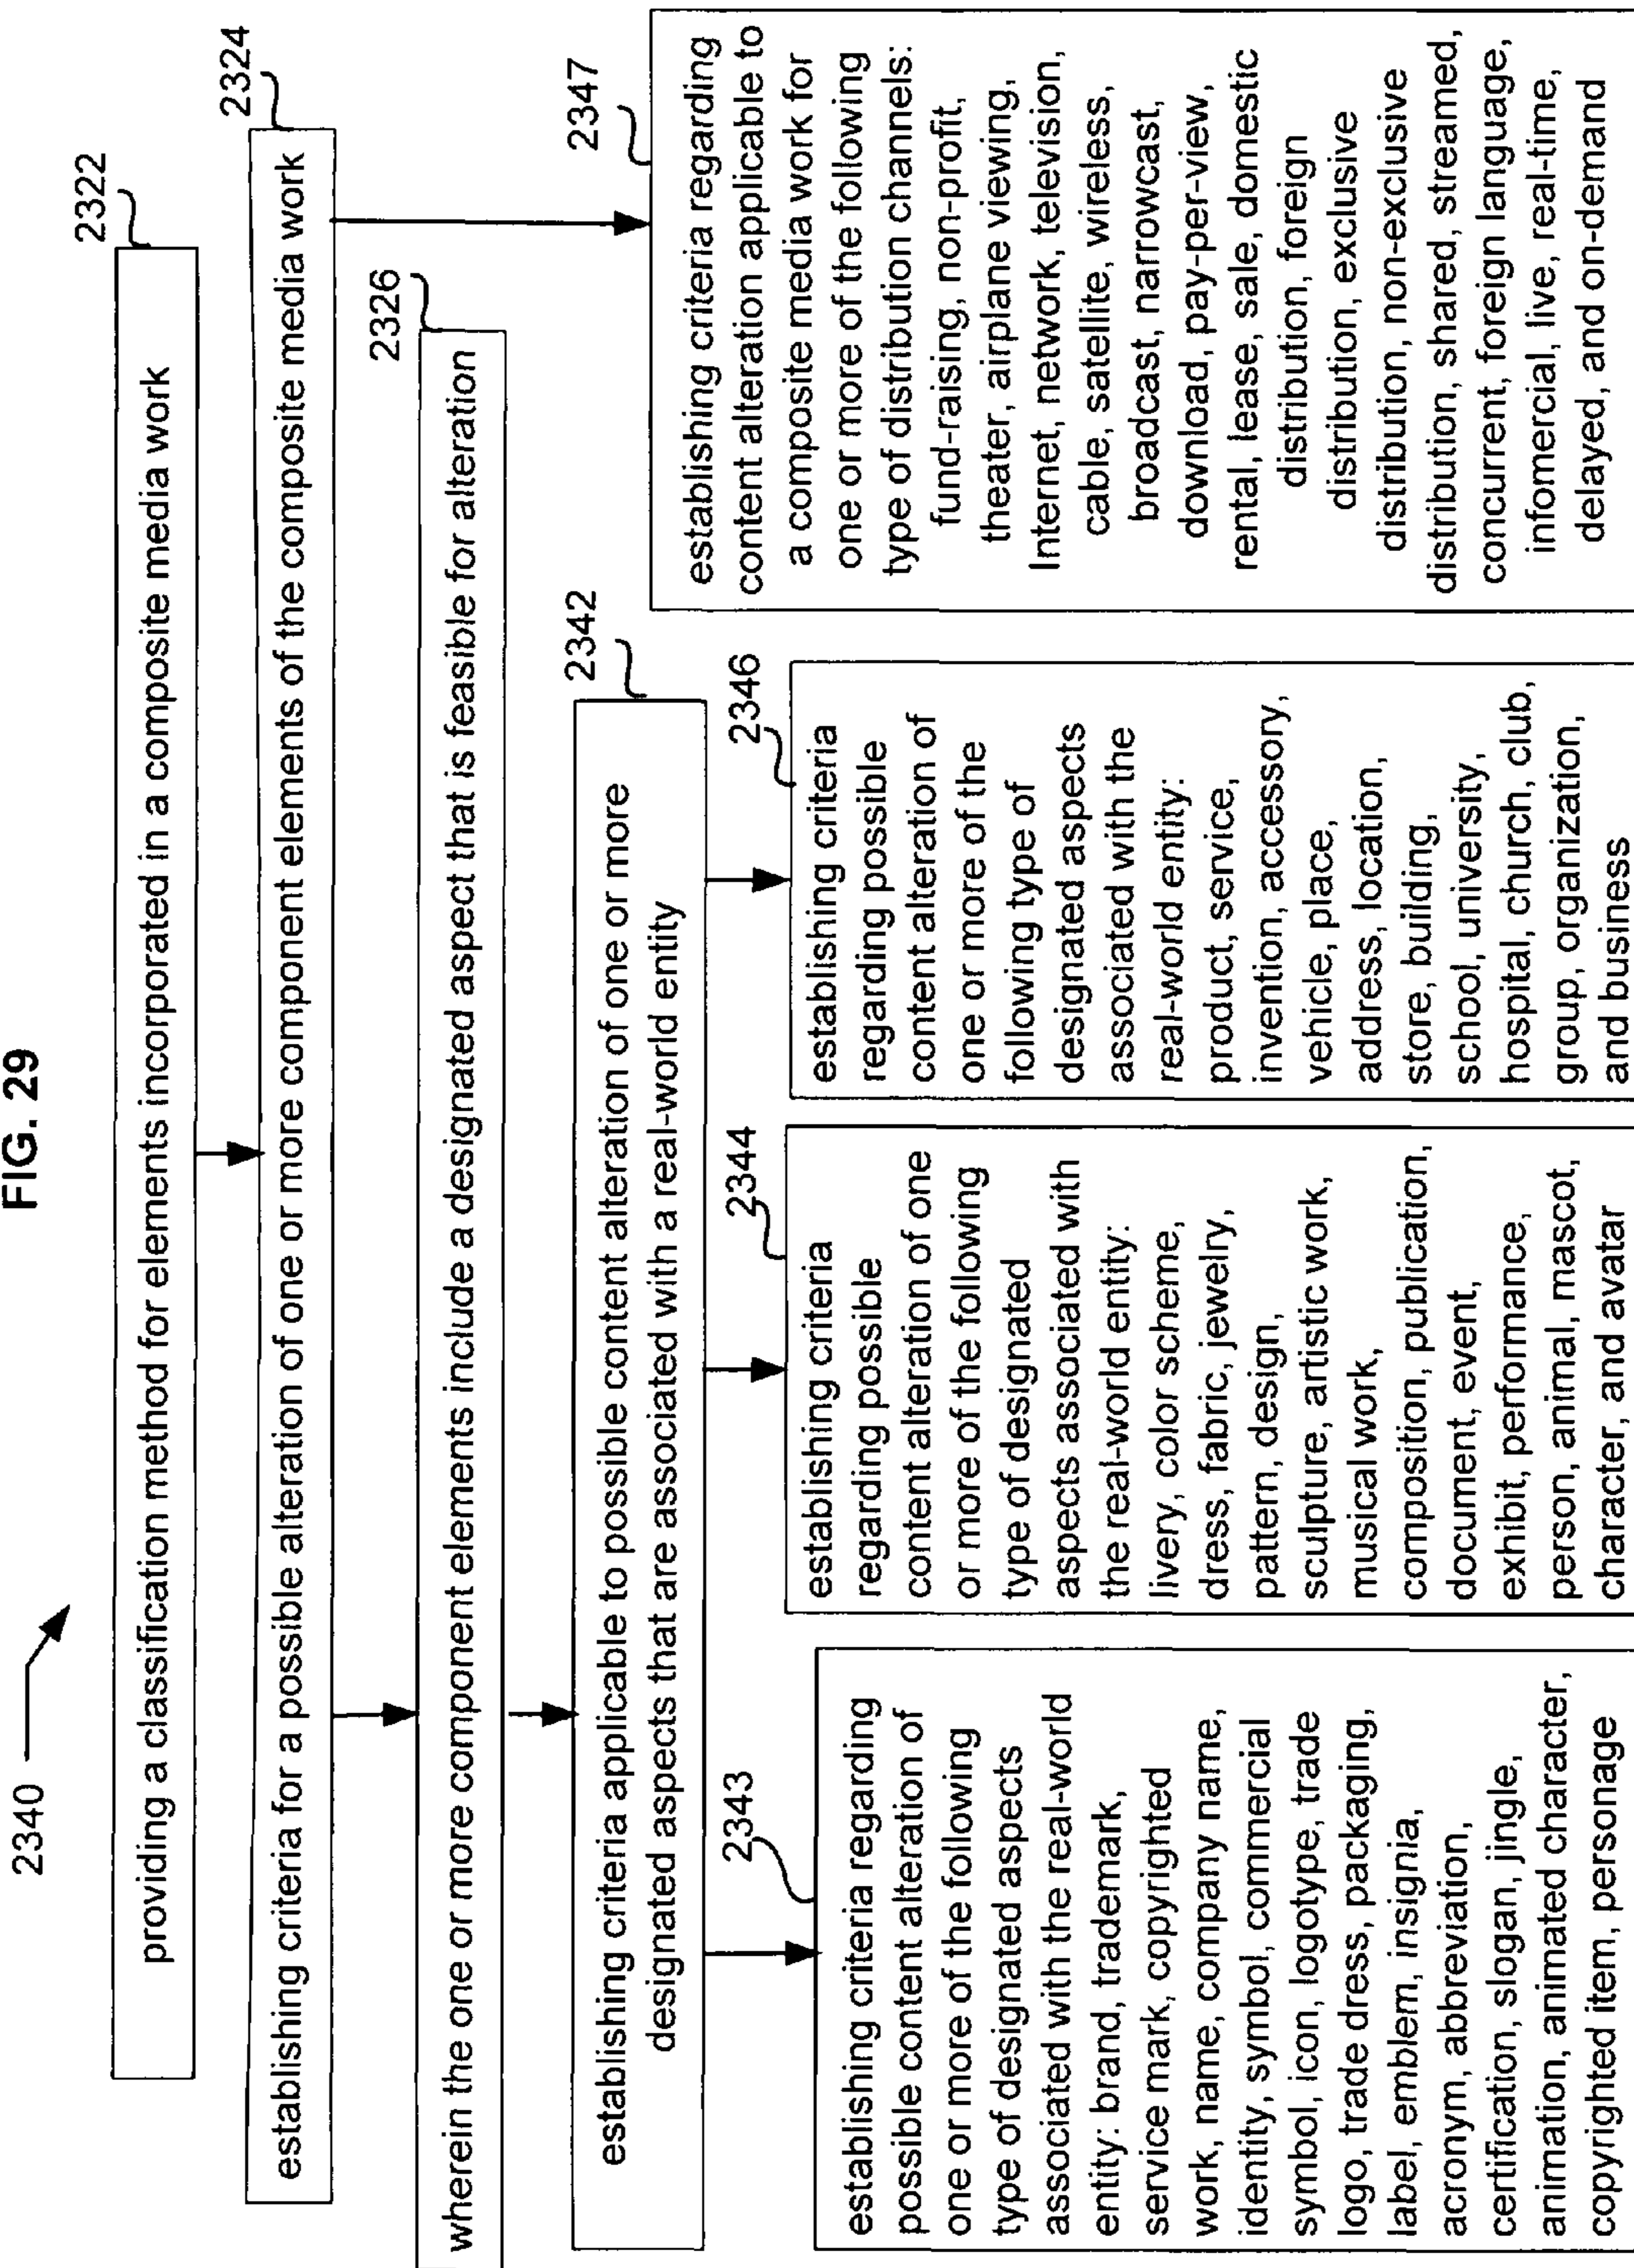 FIG. 29
2340
2322
providing a classification method for elements incorporated in a composite media work
2324
establishing criteria for a possible alteration of one or more component elements of the composite media work
2326
wherein the one or more component elements include a designated aspect that is feasible for alteration
2342
establishing criteria applicable to possible content alteration of one or more
designated aspects that are associated with a real-world entity
2343
establishing criteria regarding
possible content alteration of
one or more of the following
type of designated aspects
associated with the real-world
entity: brand, trademark,
service mark, copyrighted
work, name, company name,
identity, symbol, commercial
symbol, icon, logotype, trade
logo, trade dress, packaging,
label, emblem, insignia,
acronym, abbreviation,
certification, slogan, jingle,
animation, animated character,
copyrighted item, personage
2344
establishing criteria
regarding possible
content alteration of one
or more of the following
type of designated
aspects associated with
the real-world entity:
livery, color scheme,
dress, fabric, jewelry,
pattern, design,
sculpture, artistic work,
musical work,
composition, publication,
document, event,
exhibit, performance,
person, animal, mascot,
character, and avatar
2346
establishing criteria
regarding possible
content alteration of
one or more of the
following type of
designated aspects
associated with the
real-world entity:
product, service,
invention, accessory,
vehicle, place,
address, location,
store, building,
school, university,
hospital, church, club,
group, organization,
and business
2347
establishing criteria regarding
content alteration applicable to
a composite media work for
one or more of the following
type of distribution channels:
fund-raising, non-profit,
theater, airplane viewing,
Internet, network, television,
cable, satellite, wireless,
broadcast, narrowcast,
download, pay-per-view,
rental, lease, sale, domestic
distribution, foreign
distribution, exclusive
distribution, non-exclusive
distribution, shared, streamed,
concurrent, foreign language,
infomercial, live, real-time,
delayed, and on-demand